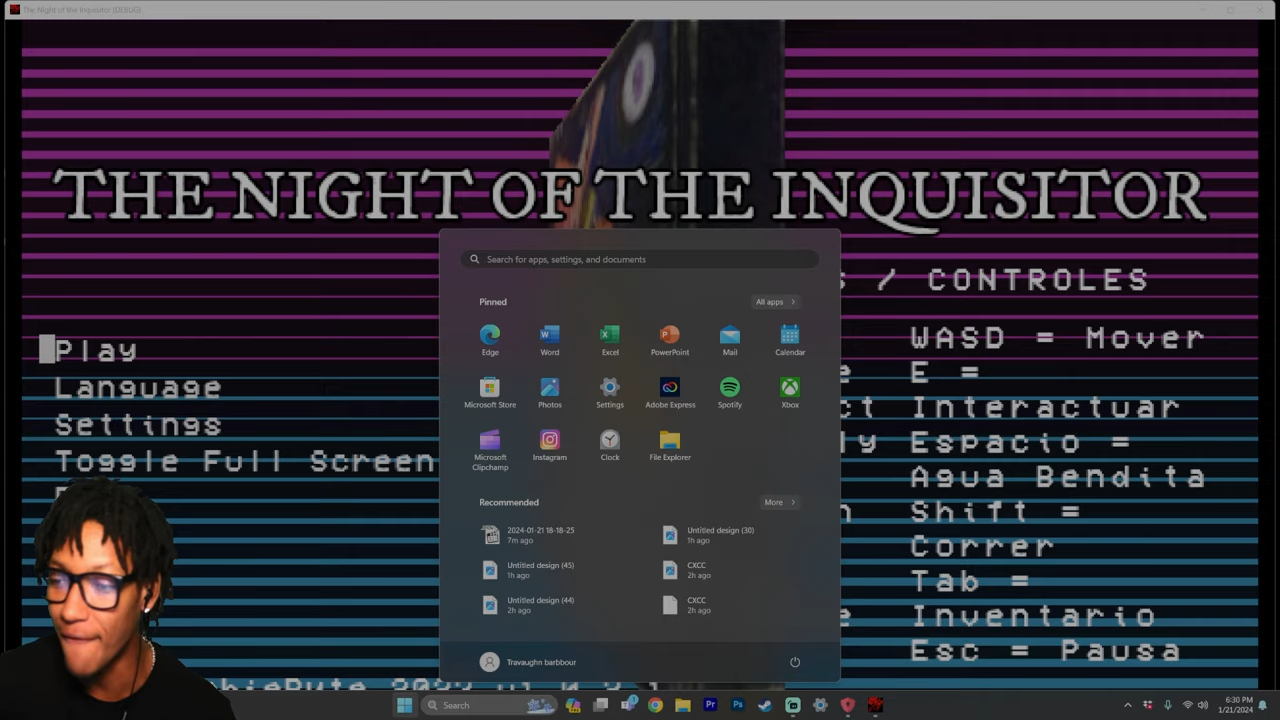 The Night of the Inquisitor (DEBUG)
THE NIGHT OF THE INQUISITOR
/ CONTROLES
Play
Language
Settings
Toggle Full Screen
WASD = Mover
E =
Interactuar
Espacio =
Agua Bendita
Shift =
Correr
Tab =
Inventario
Esc = Pausa
Search for apps, settings, and documents
Pinned
All apps
Edge
Word
Excel
PowerPoint
Mail
Calendar
Microsoft Store
Photos
Settings
Adobe Express
Spotify
Xbox
Microsoft
Clipchamp
Instagram
Clock
File Explorer
Recommended
More
2024-01-21 18-18-25
7m ago
Untitled design (30)
1h ago
Untitled design (45)
1h ago
CXCC
2h ago
Untitled design (44)
2h ago
CXCC
2h ago
Travaughn barbbour
Search
6:30 PM
1/21/2024